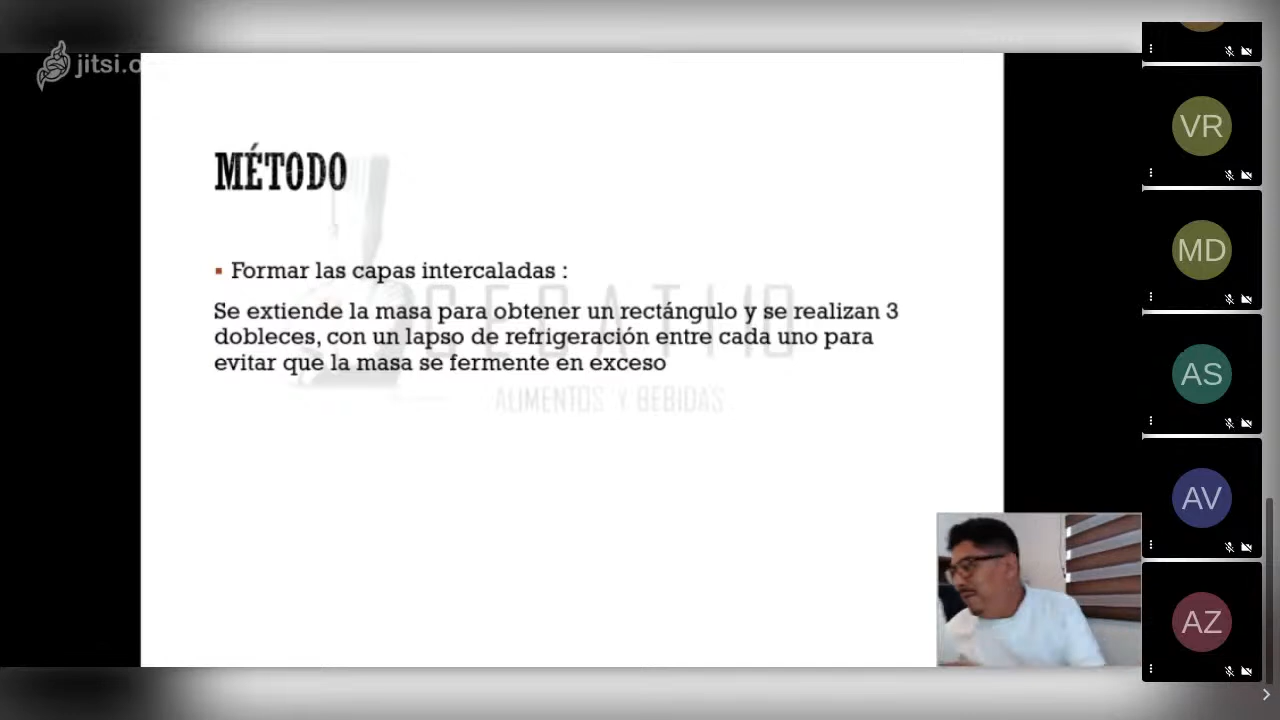 jitsi.o
MÉTODO
Formar las capas intercaladas :
Se extiende la masa para obtener un rectángulo y se realizan 3
dobleces, con un lapso de refrigeración entre cada uno para
evitar que la masa se fermente en exceso
CECATI 10
ALIMENTOS Y BEBIDAS
VR
MD
AS
AV
AZ